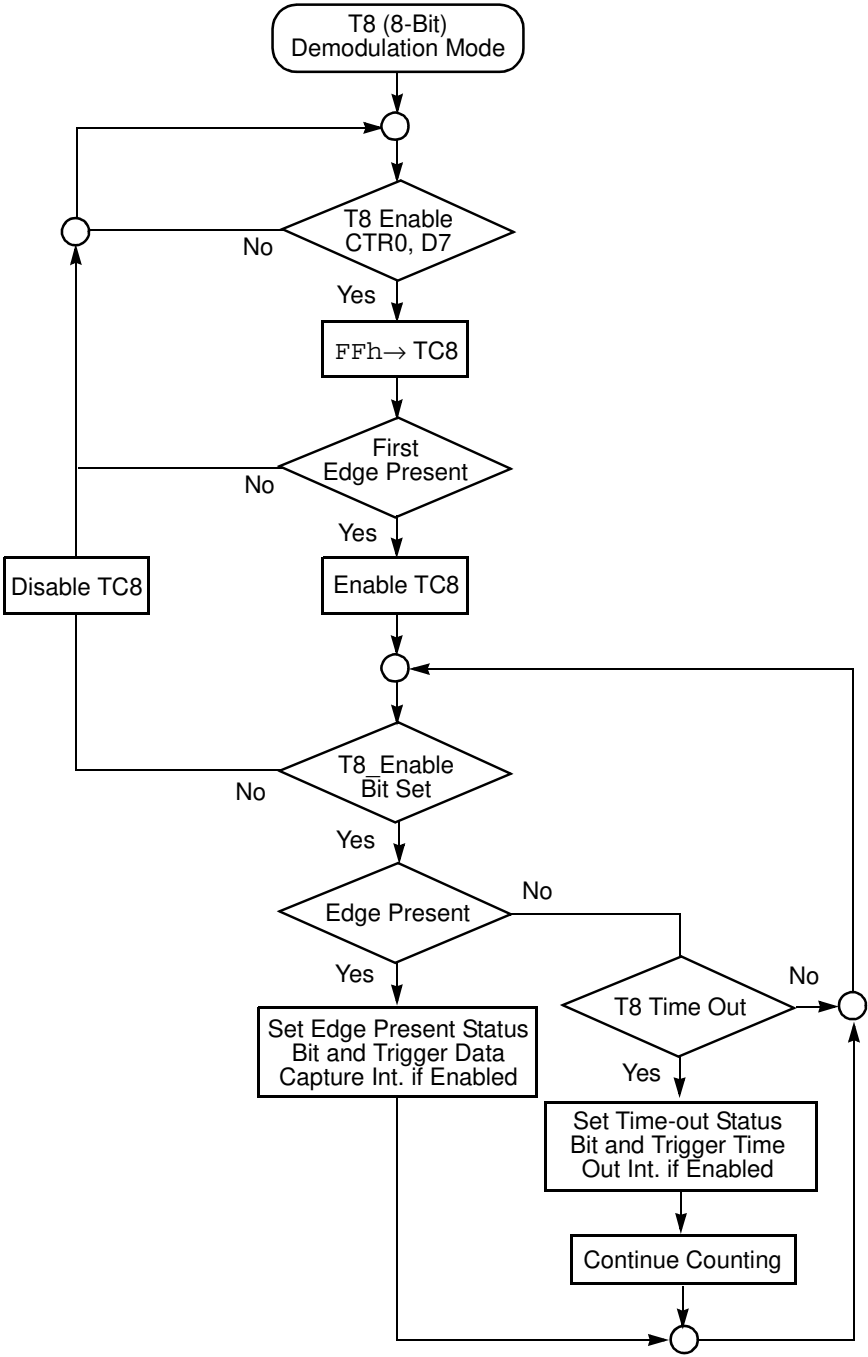 T8 (8-Bit)
Demodulation Mode
T8 Enable
CTR0, D7
No
Yes
FFh→ TC8
First
Edge Present
No
Yes
Disable TC8
Enable TC8
T8_Enable
Bit Set
No
Yes
Edge Present
No
Yes
T8 Time Out
No
Set Edge Present Status
Bit and Trigger Data
Capture Int. if Enabled
Yes
Set Time-out Status
Bit and Trigger Time
Out Int. if Enabled
Continue Counting